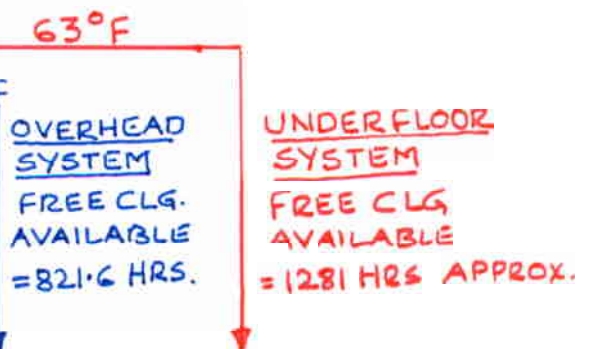 63°F
OVERHEAD
SYSTEM
FREE CLG.
AVAILABLE
=821.6 HRS.
UNDERFLOOR
SYSTEM
FREE CLG
AVAILABLE
=1281 HRS APPROX.